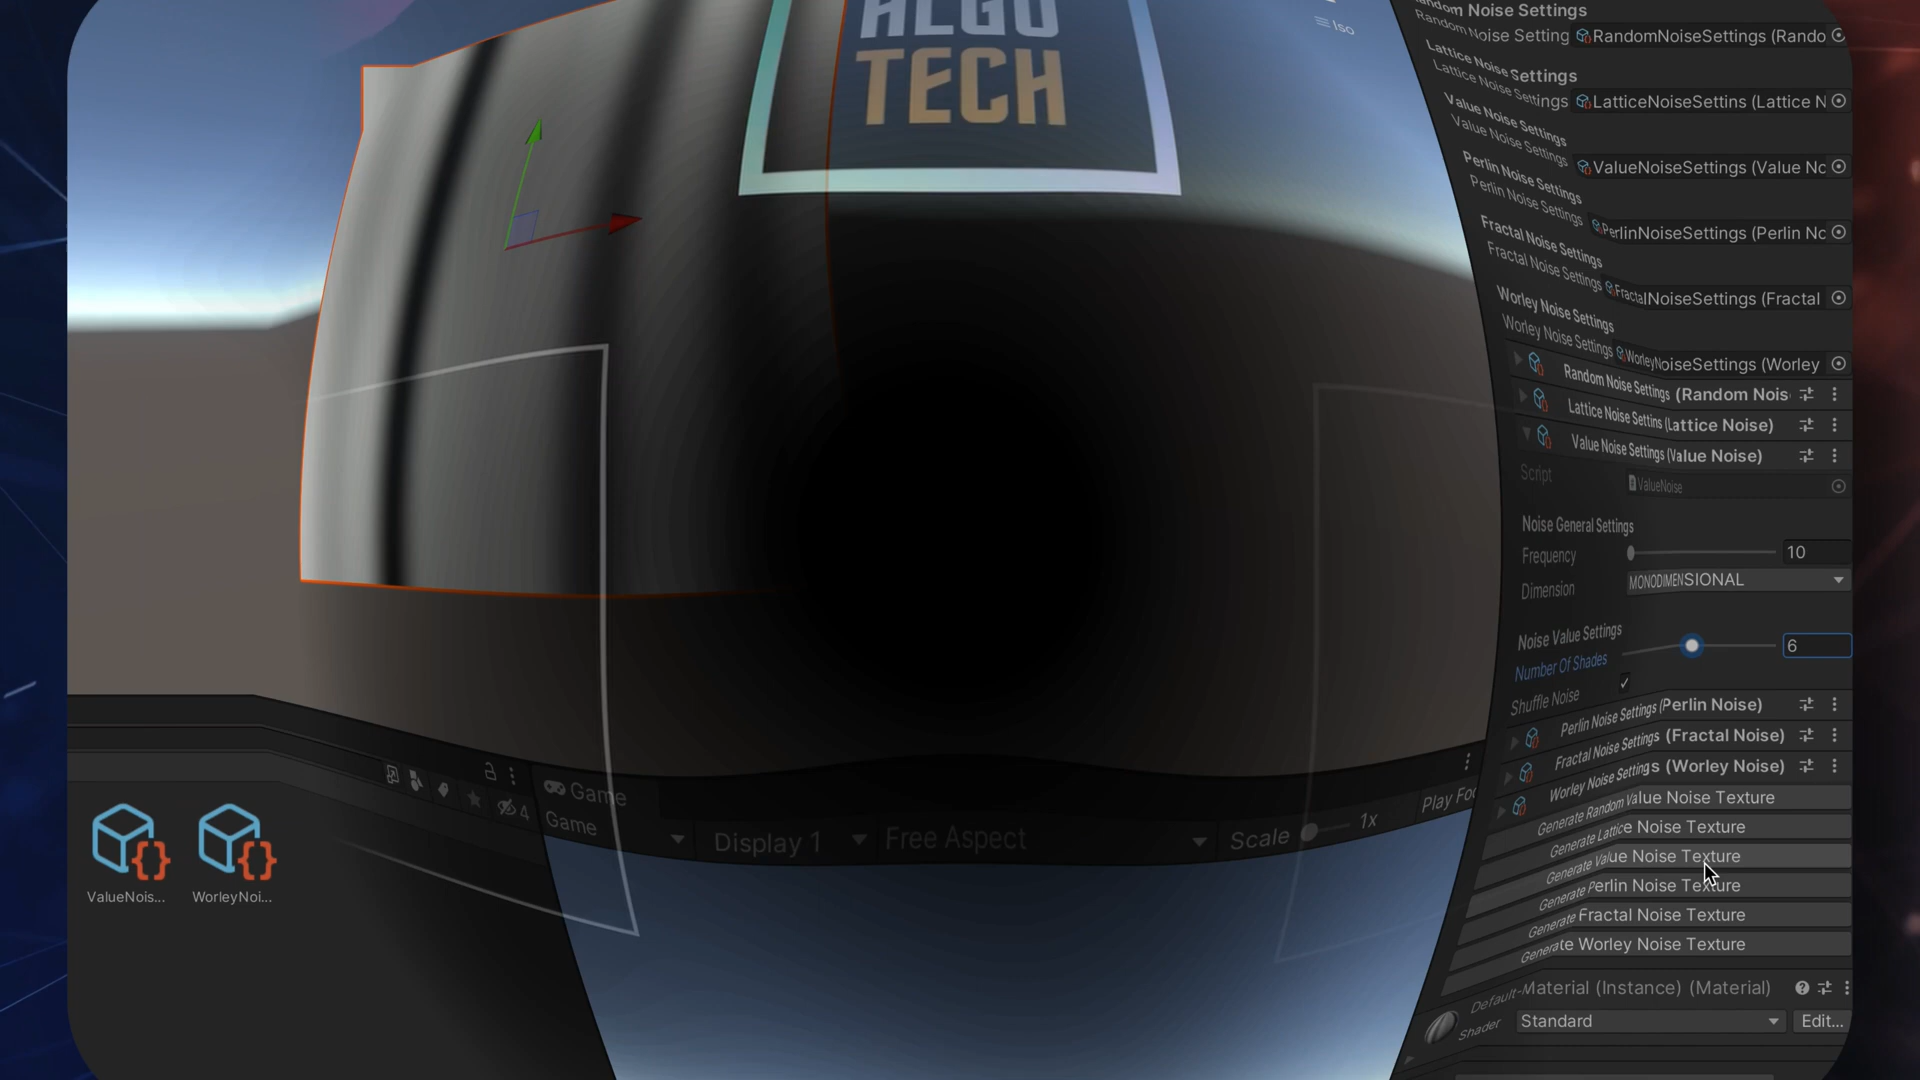 ALGO
TECH
Iso
Random Noise Settings
Random Noise Setting RandomNoiseSettings (Rando
Lattice Noise Settings
Lattice Noise Settings LatticeNoiseSettins (Lattice N
Value Noise Settings
Value Noise Settings ValueNoiseSettings (Value Nc
Perlin Noise Settings
Perlin Noise Settings PerlinNoiseSettings (Perlin Nc
Fractal Noise Settings
Fractal Noise Settings FractalNoiseSettings (Fractal
Worley Noise Settings
Worley Noise Settings WorleyNoiseSettings (Worley
Random Noise Settings (Random Nois
Lattice Noise Settins (Lattice Noise)
Value Noise Settings (Value Noise)
Script ValueNoise
Noise General Settings
Frequency 10
Dimension MONODIMENSIONAL
Noise Value Settings
Number Of Shades 6
Shuffle Noise
Perlin Noise Settings (Perlin Noise)
Fractal Noise Settings (Fractal Noise)
Worley Noise Settings (Worley Noise)
Generate Random Value Noise Texture
Generate Lattice Noise Texture
Generate Value Noise Texture
Generate Perlin Noise Texture
Generate Fractal Noise Texture
Generate Worley Noise Texture
Default-Material (Instance) (Material)
Shader Standard Edit...
4
Game
Game Display 1 Free Aspect Scale 1x Play Foc
ValueNois... WorleyNoi...